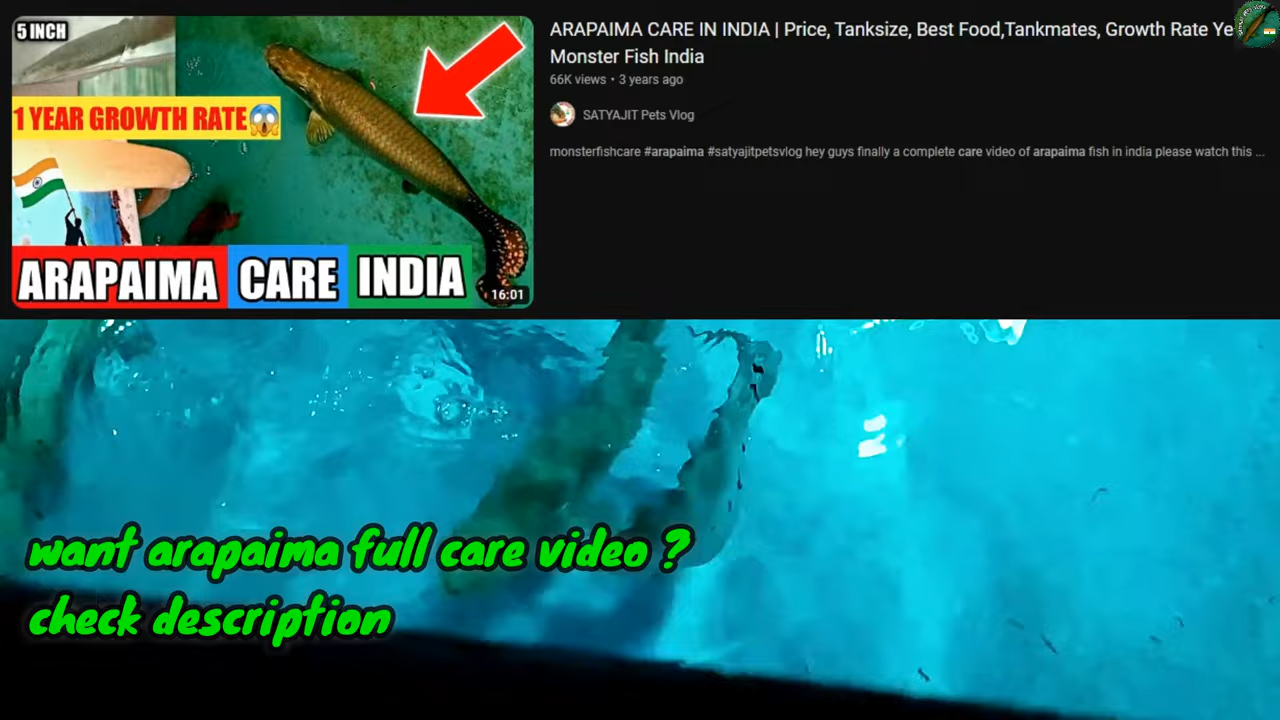 5 INCH
1 YEAR GROWTH RATE😱
ARAPAIMA CARE INDIA
16:01
ARAPAIMA CARE IN INDIA | Price, Tanksize, Best Food,Tankmates, Growth Rate Ye
Monster Fish India
66K views • 3 years ago
SATYAJIT Pets Vlog
monsterfishcare #arapaima #satyajitpetsvlog hey guys finally a complete care video of arapaima fish in india please watch this ...
want arapaima full care video ?
check description